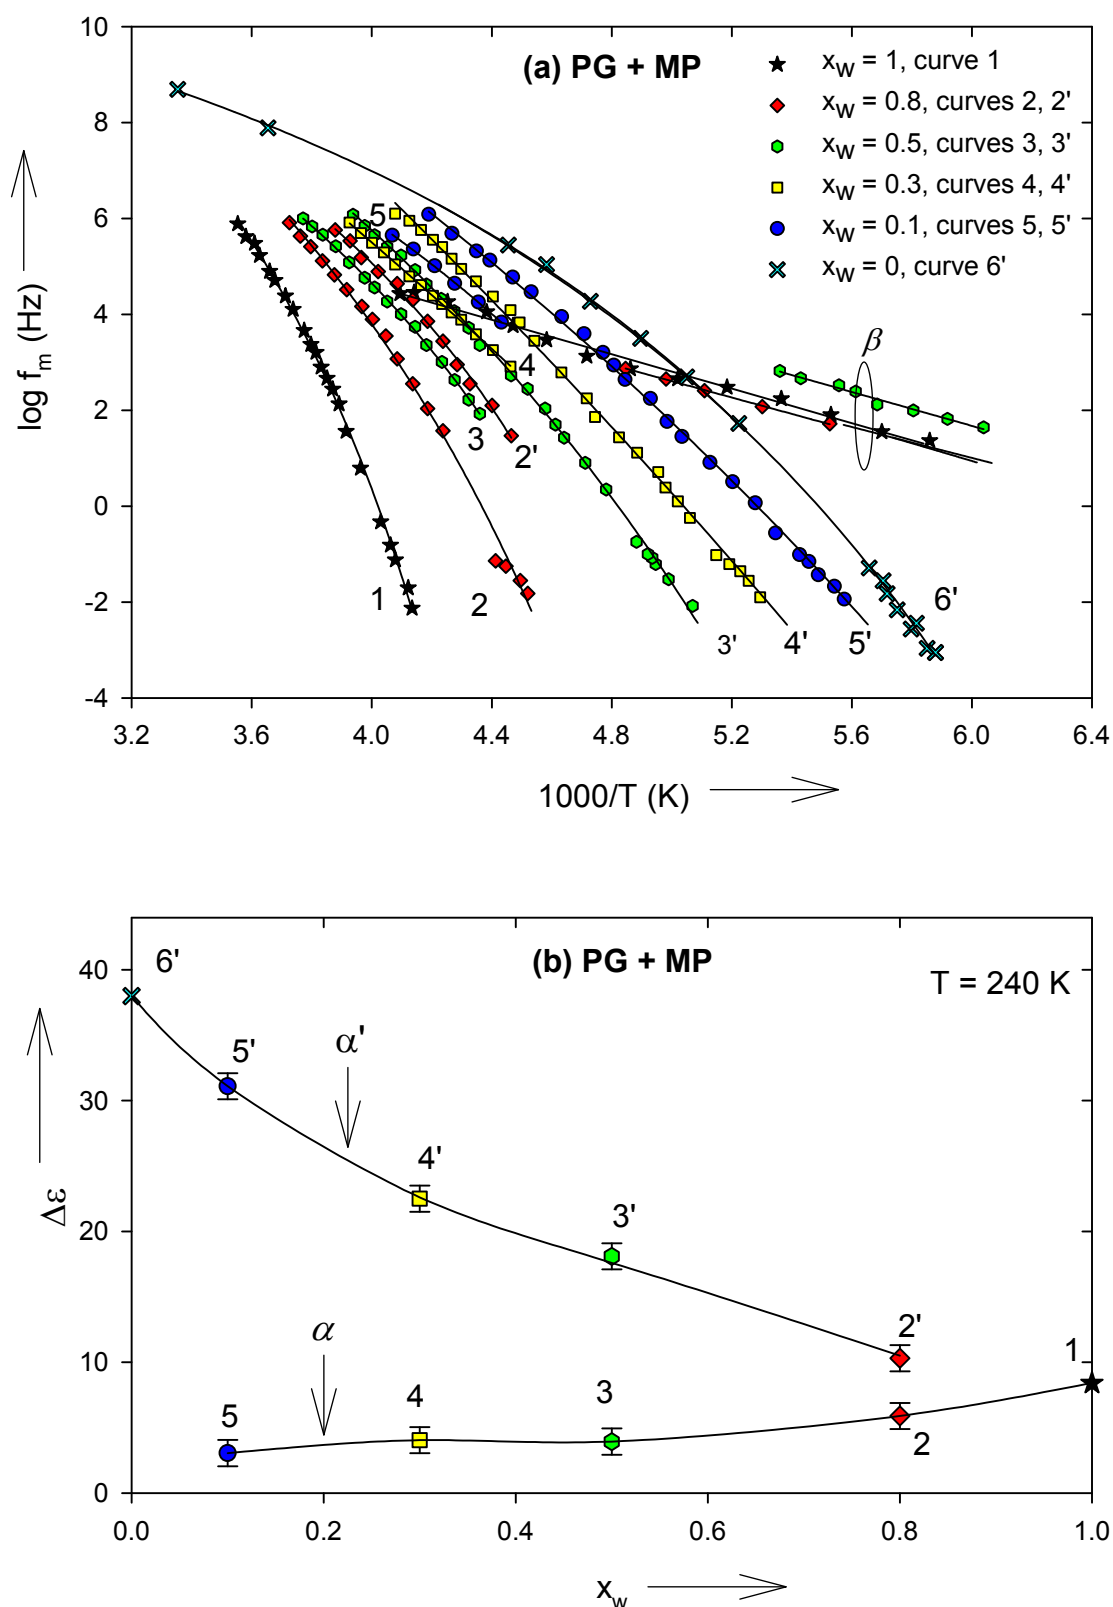 (a) PG + MP
x_w = 1, curve 1
x_w = 0.8, curves 2, 2'
x_w = 0.5, curves 3, 3'
x_w = 0.3, curves 4, 4'
x_w = 0.1, curves 5, 5'
x_w = 0, curve 6'
10
8
6
4
2
0
-2
-4
log f_m (Hz)
5
4
3
2'
β
1
2
3'
4'
5'
6'
3.2 3.6 4.0 4.4 4.8 5.2 5.6 6.0 6.4
1000/T (K)
(b) PG + MP
T = 240 K
40
30
20
10
0
Δε
6'
5'
α'
4'
3'
2'
1
α
5
4
3
2
0.0 0.2 0.4 0.6 0.8 1.0
x_w